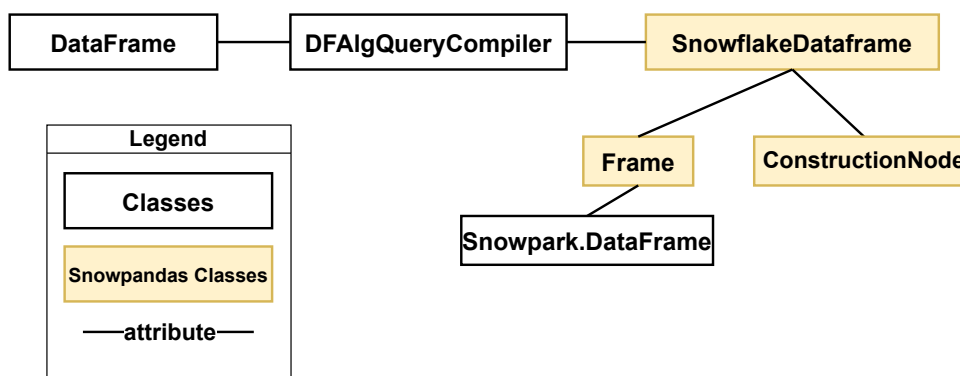 DataFrame
DFAlgQueryCompiler
SnowflakeDataframe
Legend
Classes
Snowpandas Classes
attribute
Frame
ConstructionNode
Snowpark.DataFrame